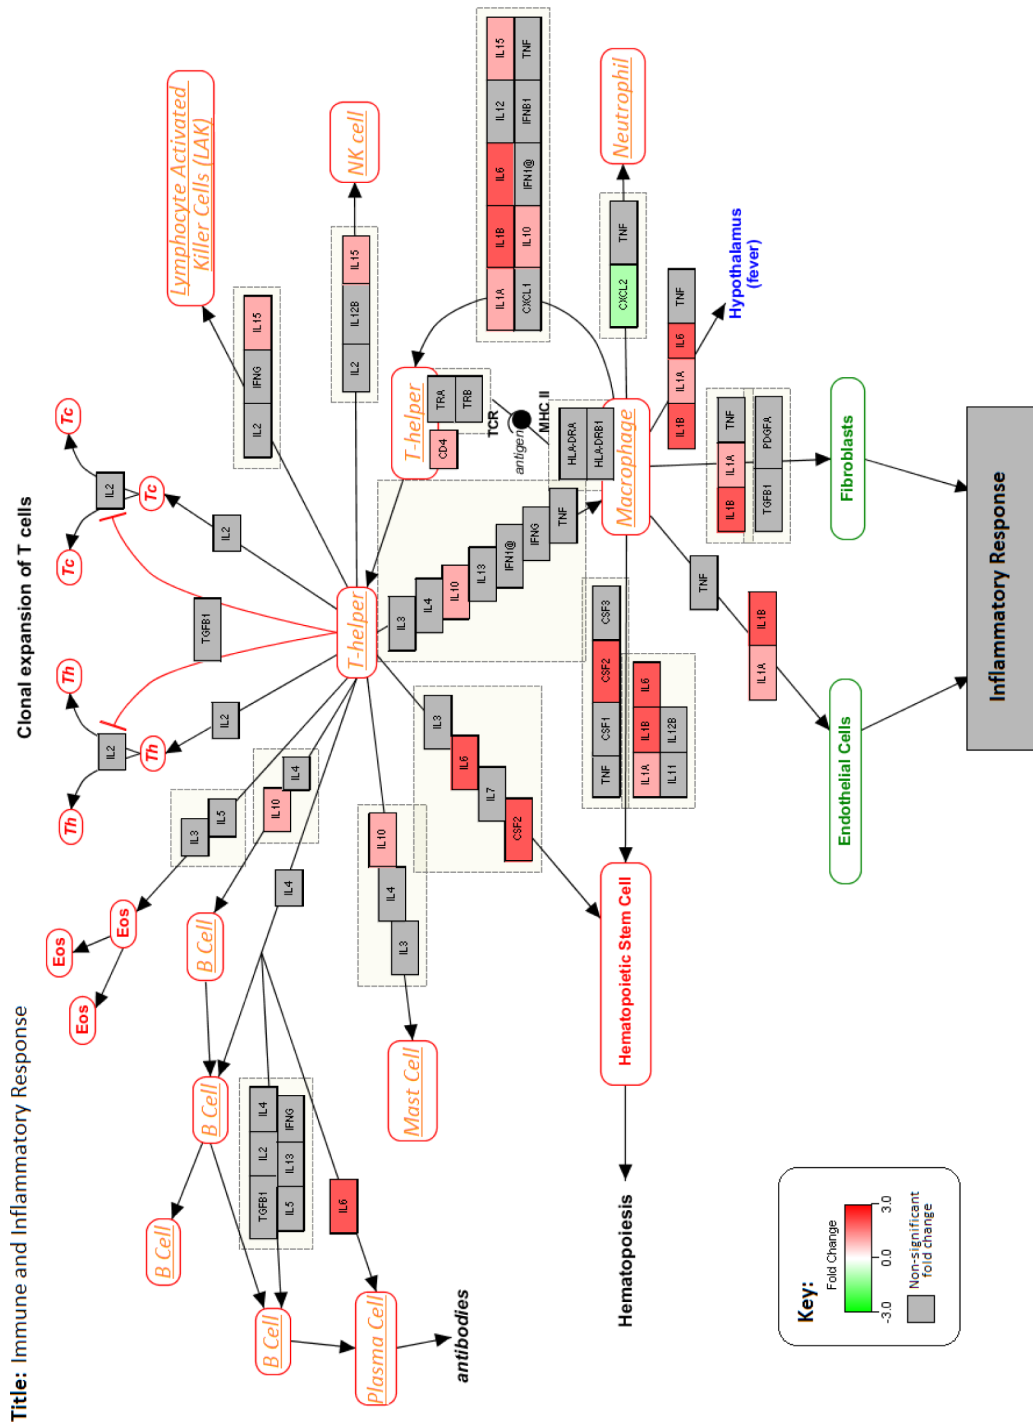 Title: Immune and Inflammatory Response
Clonal expansion of T cells
Eos
Eos
Eos
Th
Th
Th
IL2
Tc
Tc
Tc
IL2
Lymphocyte Activated
Killer Cells (LAK)
IL3
IL5
IL2
TGFB1
IL2
IL2
IFNG
IL15
B Cell
B Cell
B Cell
B Cell
IL10
IL4
IL4
NK cell
IL2
IL12B
IL15
TGFB1
IL2
IL4
IL5
IL13
IFNG
IL6
Plasma Cell
antibodies
Mast Cell
IL3
IL4
IL10
T-helper
T-helper
CD4
TRA
TRB
TCR
antigen
MHC II
HLA-DRA
HLA-DRB1
IL1A
IL1B
IL6
IL12
IL15
CXCL1
IL10
IFN1@
IFNB1
TNF
IL3
IL4
IL10
IL13
IFN1@
IFNG
TNF
IL3
IL6
IL7
CSF2
Macrophage
CXCL2
TNF
Neutrophil
TNF
CSF1
CSF2
CSF3
IL1A
IL1B
IL6
IL11
IL12B
Hematopoietic Stem Cell
Hematopoiesis
IL1B
IL1A
IL6
TNF
Hypothalamus
(fever)
IL1B
IL1A
TNF
TGFB1
PDGFA
TNF
IL1A
IL1B
Endothelial Cells
Fibroblasts
Inflammatory Response
Key:
Fold Change
-3.0
0.0
3.0
Non-significant
fold change